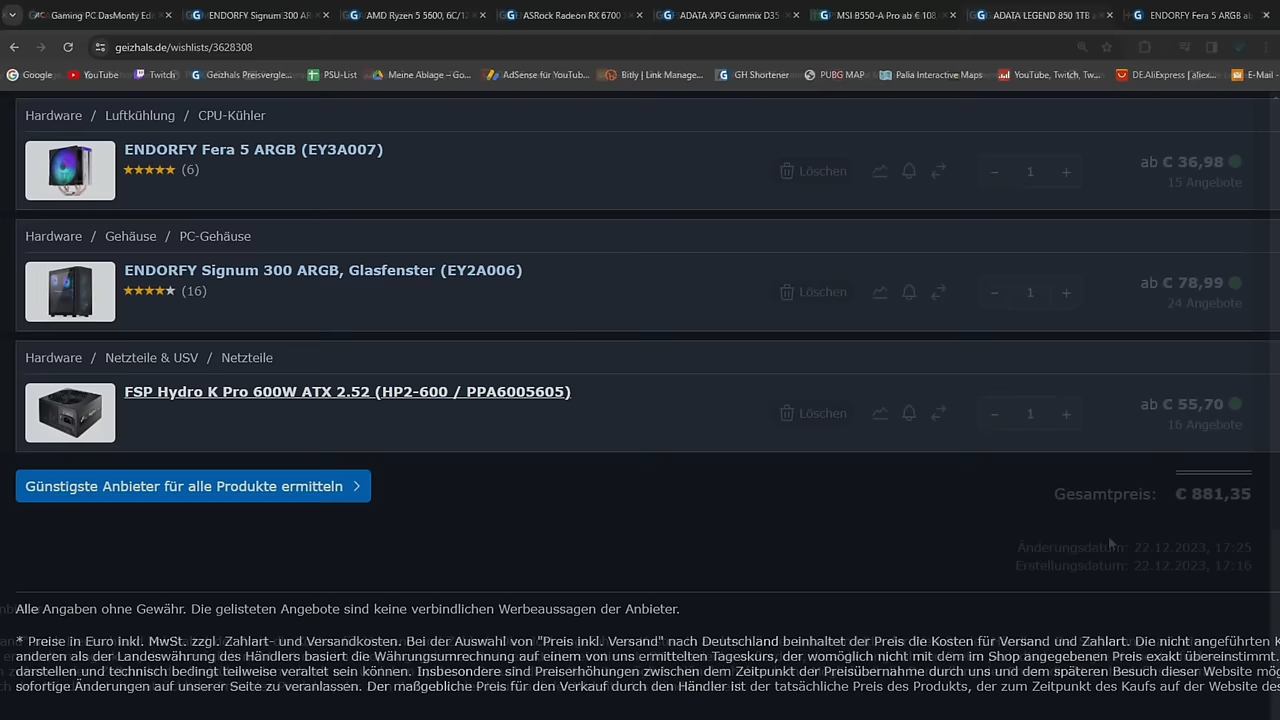 Gaming PC DasMonty Edi
ENDORFY Signum 300 AR
AMD Ryzen 5 5600, 6C/12
ASRock Radeon RX 6700
ADATA XPG Gammix D35
MSI B550-A Pro ab € 108,
ADATA LEGEND 850 1TB
ENDORFY Fera 5 ARGB ab
geizhals.de/wishlists/3628308
Google
YouTube
Twitch
Geizhals Preisvergle...
PSU-List
Meine Ablage – Go...
AdSense für YouTub...
Bitly | Link Manage...
GH Shortener
PUBG MAP
Palia Interactive Maps
YouTube, Twitch, Tw...
DEALiExpress | aliex...
E-Mail -
Hardware / Luftkühlung / CPU-Kühler
ENDORFY Fera 5 ARGB (EY3A007)
(6)
Löschen
1
ab € 36,98
15 Angebote
Hardware / Gehäuse / PC-Gehäuse
ENDORFY Signum 300 ARGB, Glasfenster (EY2A006)
(16)
Löschen
1
ab € 78,99
24 Angebote
Hardware / Netzteile & USV / Netzteile
FSP Hydro K Pro 600W ATX 2.52 (HP2-600 / PPA6005605)
Löschen
1
ab € 55,70
16 Angebote
Günstigste Anbieter für alle Produkte ermitteln
Gesamtpreis: € 881,35
Änderungsdatum: 22.12.2023, 17:25
Erstellungsdatum: 22.12.2023, 17:16
Alle Angaben ohne Gewähr. Die gelisteten Angebote sind keine verbindlichen Werbeaussagen der Anbieter.
* Preise in Euro inkl. MwSt. zzgl. Zahlart- und Versandkosten. Bei der Auswahl von "Preis inkl. Versand" nach Deutschland beinhaltet der Preis die Kosten für Versand und Zahlart. Die nicht angeführten K
anderen als der Landeswährung des Händlers basiert die Währungsumrechnung auf einem von uns ermittelten Tageskurs, der womöglich nicht mit dem im Shop angegebenen Preis exakt übereinstimmt.
darstellen und technisch bedingt teilweise veraltet sein können. Insbesondere sind Preiserhöhungen zwischen dem Zeitpunkt der Preisübernahme durch uns und dem späteren Besuch dieser Website mög
sofortige Änderungen auf unserer Seite zu veranlassen. Der maßgebliche Preis für den Verkauf durch den Händler ist der tatsächliche Preis des Produkts, der zum Zeitpunkt des Kaufs auf der Website des